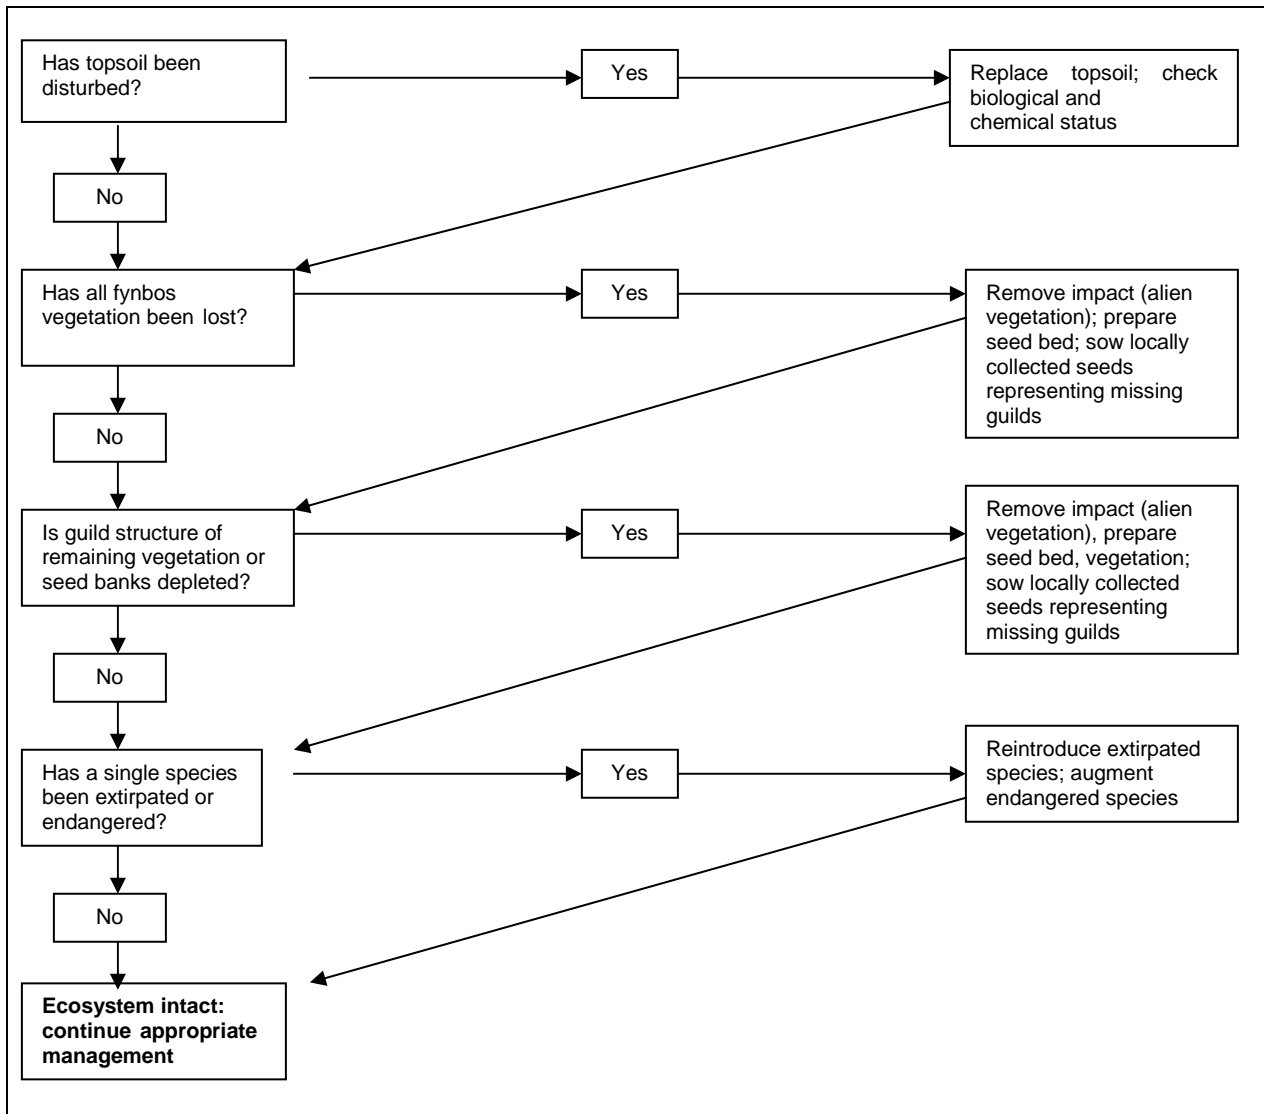 Has topsoil been
disturbed?
Yes
Replace topsoil; check
biological and
chemical status
No
Has all fynbos
vegetation been lost?
Yes
Remove impact (alien
vegetation); prepare
seed bed; sow locally
collected seeds
representing missing
guilds
No
Is guild structure of
remaining vegetation or
seed banks depleted?
Yes
Remove impact (alien
vegetation), prepare
seed bed, vegetation;
sow locally collected
seeds representing
missing guilds
No
Has a single species
been extirpated or
endangered?
Yes
Reintroduce extirpated
species; augment
endangered species
No
Ecosystem intact:
continue appropriate
management